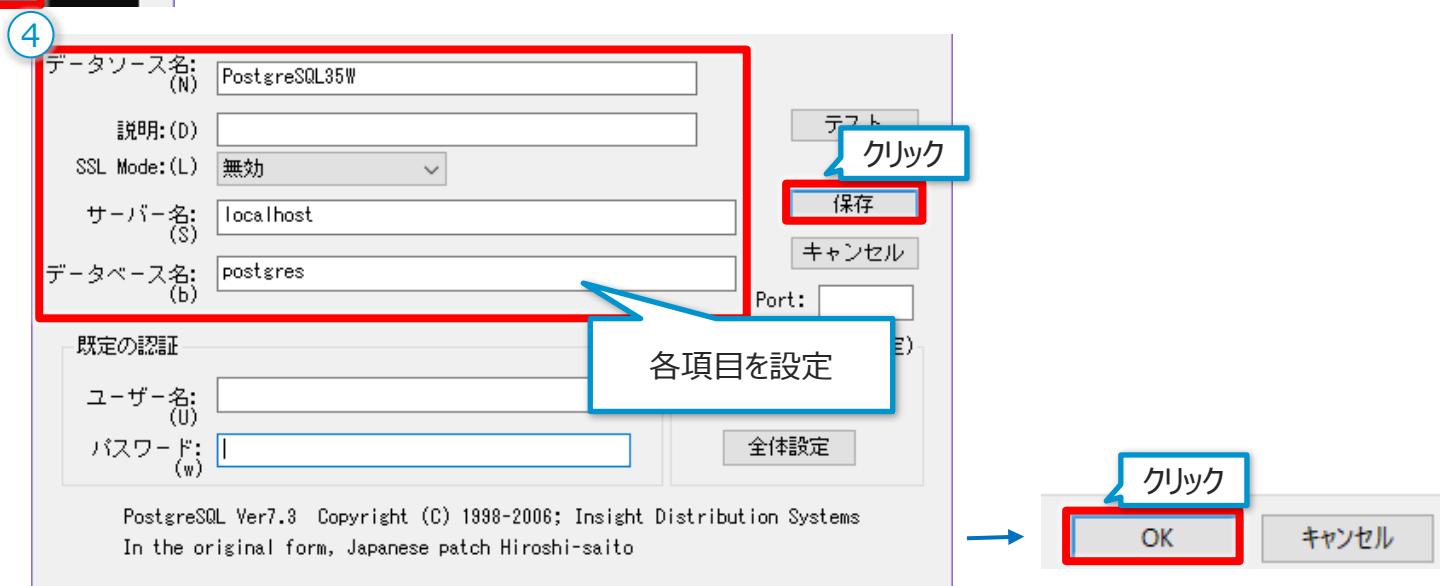 ④
データソース名:
(N)
PostgreSQL35W
説明:(D)
テスト
クリック
SSL Mode:(L)
無効
保存
サーバー名:
(S)
localhost
キャンセル
データベース名:
(b)
postgres
Port:
各項目を設定
既定の認証
ユーザー名:
(U)
パスワード:
(w)
全体設定
PostgreSQL Ver7.3 Copyright (C) 1998-2006; Insight Distribution Systems
In the original form, Japanese patch Hiroshi-saito
クリック
OK
キャンセル